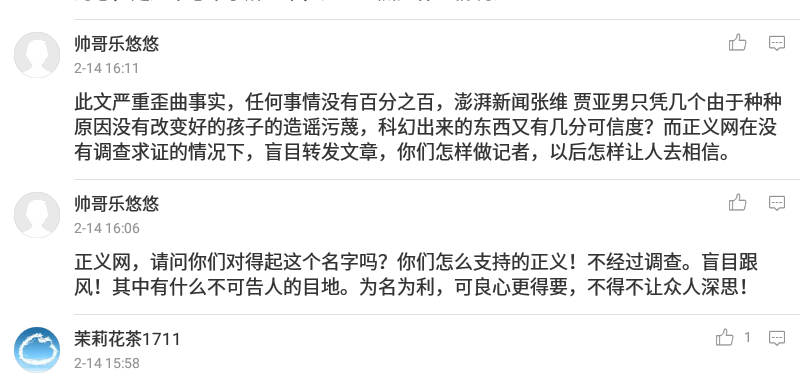 帅哥乐悠悠
2-14 16:11
此文严重歪曲事实，任何事情没有百分之百，澎湃新闻张维 贾亚男只凭几个由于种种
原因没有改变好的孩子的造谣污蔑，科幻出来的东西又有几分可信度？而正义网在没
有调查求证的情况下，盲目转发文章，你们怎样做记者，以后怎样让人去相信。
帅哥乐悠悠
2-14 16:06
正义网，请问你们对得起这个名字吗？你们怎么支持的正义！不经过调查。盲目跟
风！其中有什么不可告人的目地。为名为利，可良心更得要，不得不让众人深思！
茉莉花茶1711
1
2-14 15:58